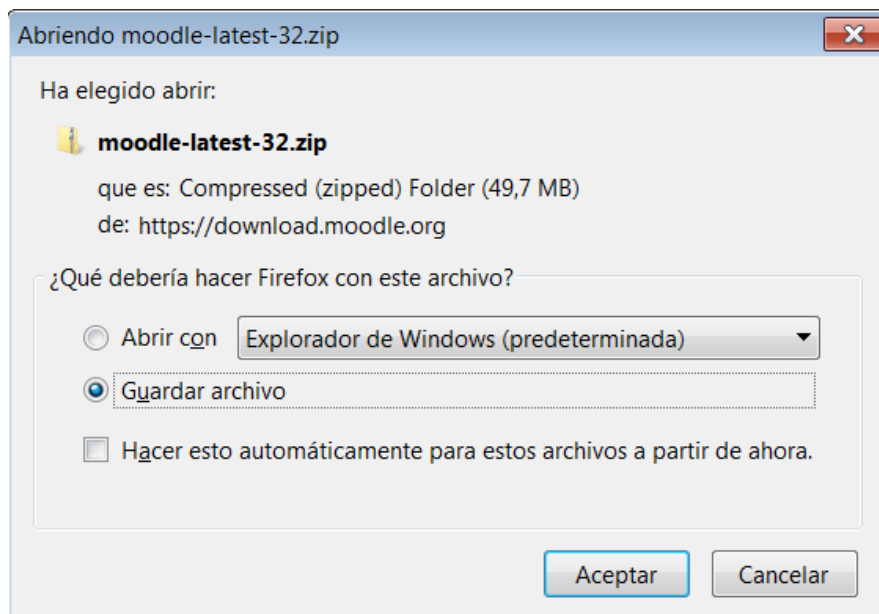 Abriendo moodle-latest-32.zip
Ha elegido abrir:
moodle-latest-32.zip
que es: Compressed (zipped) Folder (49,7 MB)
de: https://download.moodle.org
¿Qué debería hacer Firefox con este archivo?
Abrir con Explorador de Windows (predeterminada)
Guardar archivo
Hacer esto automáticamente para estos archivos a partir de ahora.
Aceptar Cancelar